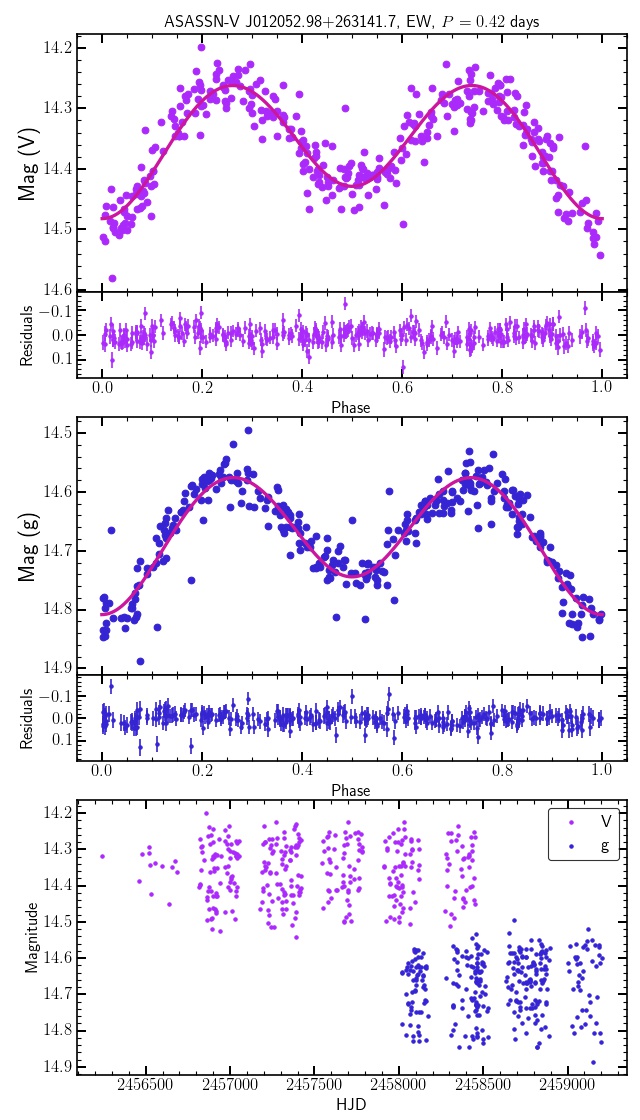 ASASSN-V J012052.98+263141.7, EW, P = 0.42 days
14.2
14.3
14.4
14.5
14.6
Mag (V)
−0.1
0.0
0.1
Residuals
0.0 0.2 0.4 0.6 0.8 1.0
Phase
14.5
14.6
14.7
14.8
14.9
Mag (g)
−0.1
0.0
0.1
Residuals
0.0 0.2 0.4 0.6 0.8 1.0
Phase
14.2
14.3
14.4
14.5
14.6
14.7
14.8
14.9
Magnitude
V
g
2456500 2457000 2457500 2458000 2458500 2459000
HJD